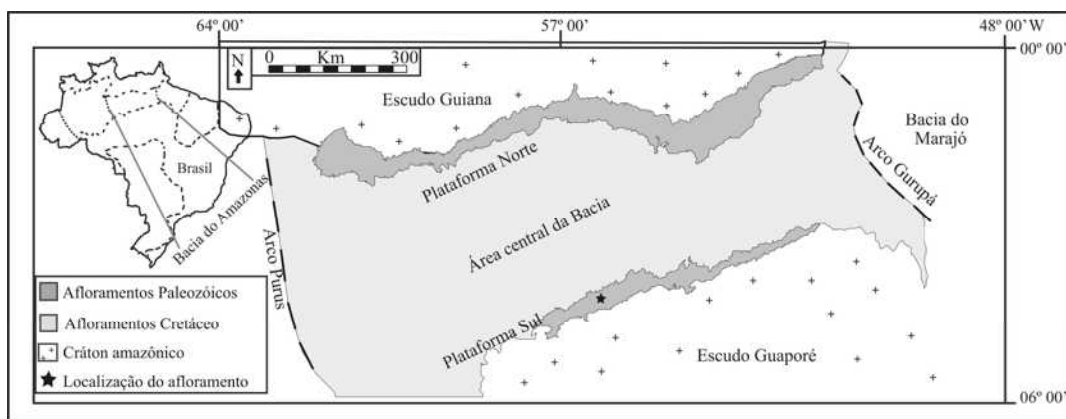 64º 00'
57º 00'
48º 00'W
00º 00'
N
0 Km 300
Escudo Guiana
Bacia do
Marajó
Brasil
Bacia do Amazonas
Plataforma Norte
Arco Gurupá
Área central da Bacia
Arco Purus
Afloramentos Paleozóicos
Afloramentos Cretáceo
Cráton amazônico
Localização do afloramento
Plataforma Sul
Escudo Guaporé
06º 00'